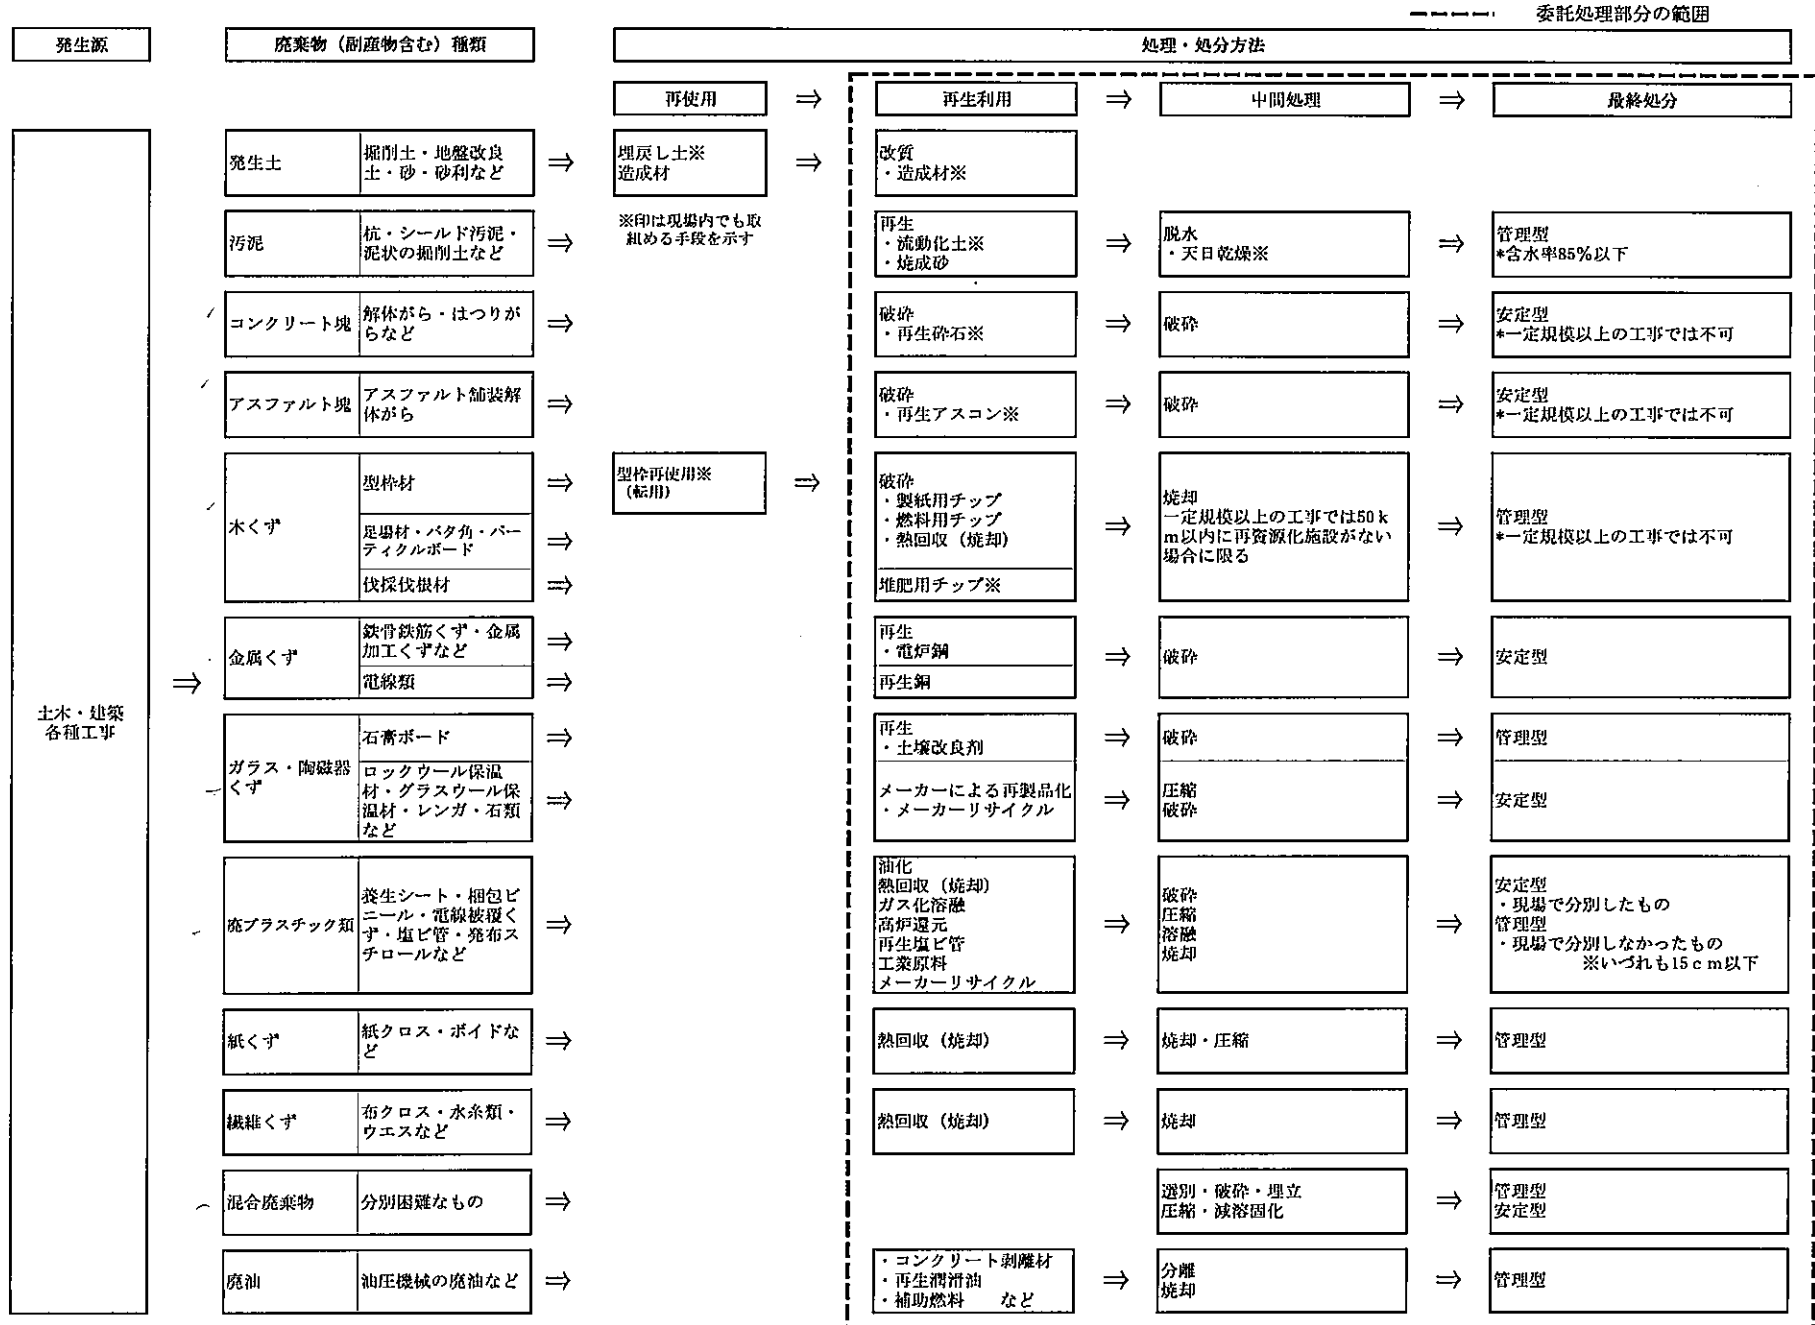 委託処理部分の範囲
発生源
廃棄物（副産物含む）種類
処理・処分方法
再使用
⇒
再生利用
⇒
中間処理
⇒
最終処分
土木・建築
各種工事
⇒
発生土
掘削土・地盤改良
土・砂・砂利など
⇒
埋戻し土※
造成材
⇒
改質
・造成材※
※印は現場内でも取
組める手段を示す
汚泥
杭・シールド汚泥・
泥状の掘削土など
⇒
再生
・流動化土※
・焼成砂
⇒
脱水
・天日乾燥※
⇒
管理型
*含水率85%以下
コンクリート塊
解体がら・はつりが
らなど
⇒
破砕
・再生砕石※
⇒
破砕
⇒
安定型
*一定規模以上の工事では不可
アスファルト塊
アスファルト舗装解
体がら
⇒
破砕
・再生アスコン※
⇒
破砕
⇒
安定型
*一定規模以上の工事では不可
木くず
型枠材
⇒
型枠再使用※
（転用）
⇒
足場材・バタ角・パー
ティクルボード
⇒
伐採伐根材
⇒
破砕
・製紙用チップ
・燃料用チップ
・熱回収（焼却）
堆肥用チップ※
⇒
焼却
一定規模以上の工事では50ｋ
ｍ以内に再資源化施設がない
場合に限る
⇒
管理型
*一定規模以上の工事では不可
金属くず
鉄骨鉄筋くず・金属
加工くずなど
⇒
電線類
⇒
再生
・電炉鋼
再生銅
⇒
破砕
⇒
安定型
ガラス・陶磁器
くず
石膏ボード
⇒
再生
・土壌改良剤
⇒
破砕
⇒
管理型
ロックウール保温
材・グラスウール保
温材・レンガ・石類
など
⇒
メーカーによる再製品化
・メーカーリサイクル
⇒
圧縮
破砕
⇒
安定型
廃プラスチック類
養生シート・梱包ビ
ニール・電線被覆く
ず・塩ビ管・発布ス
チロールなど
⇒
油化
熱回収（焼却）
ガス化溶融
高炉還元
再生塩ビ管
工業原料
メーカーリサイクル
⇒
破砕
圧縮
溶融
焼却
⇒
安定型
・現場で分別したもの
管理型
・現場で分別しなかったもの
※いづれも15ｃｍ以下
紙くず
紙クロス・ボイドな
ど
⇒
熱回収（焼却）
⇒
焼却・圧縮
⇒
管理型
繊維くず
布クロス・水糸類・
ウエスなど
⇒
熱回収（焼却）
⇒
焼却
⇒
管理型
混合廃棄物
分別困難なもの
⇒
選別・破砕・埋立
圧縮・減溶固化
⇒
管理型
安定型
廃油
油圧機械の廃油など
⇒
・コンクリート剥離材
・再生潤滑油
・補助燃料　　など
⇒
分離
焼却
⇒
管理型